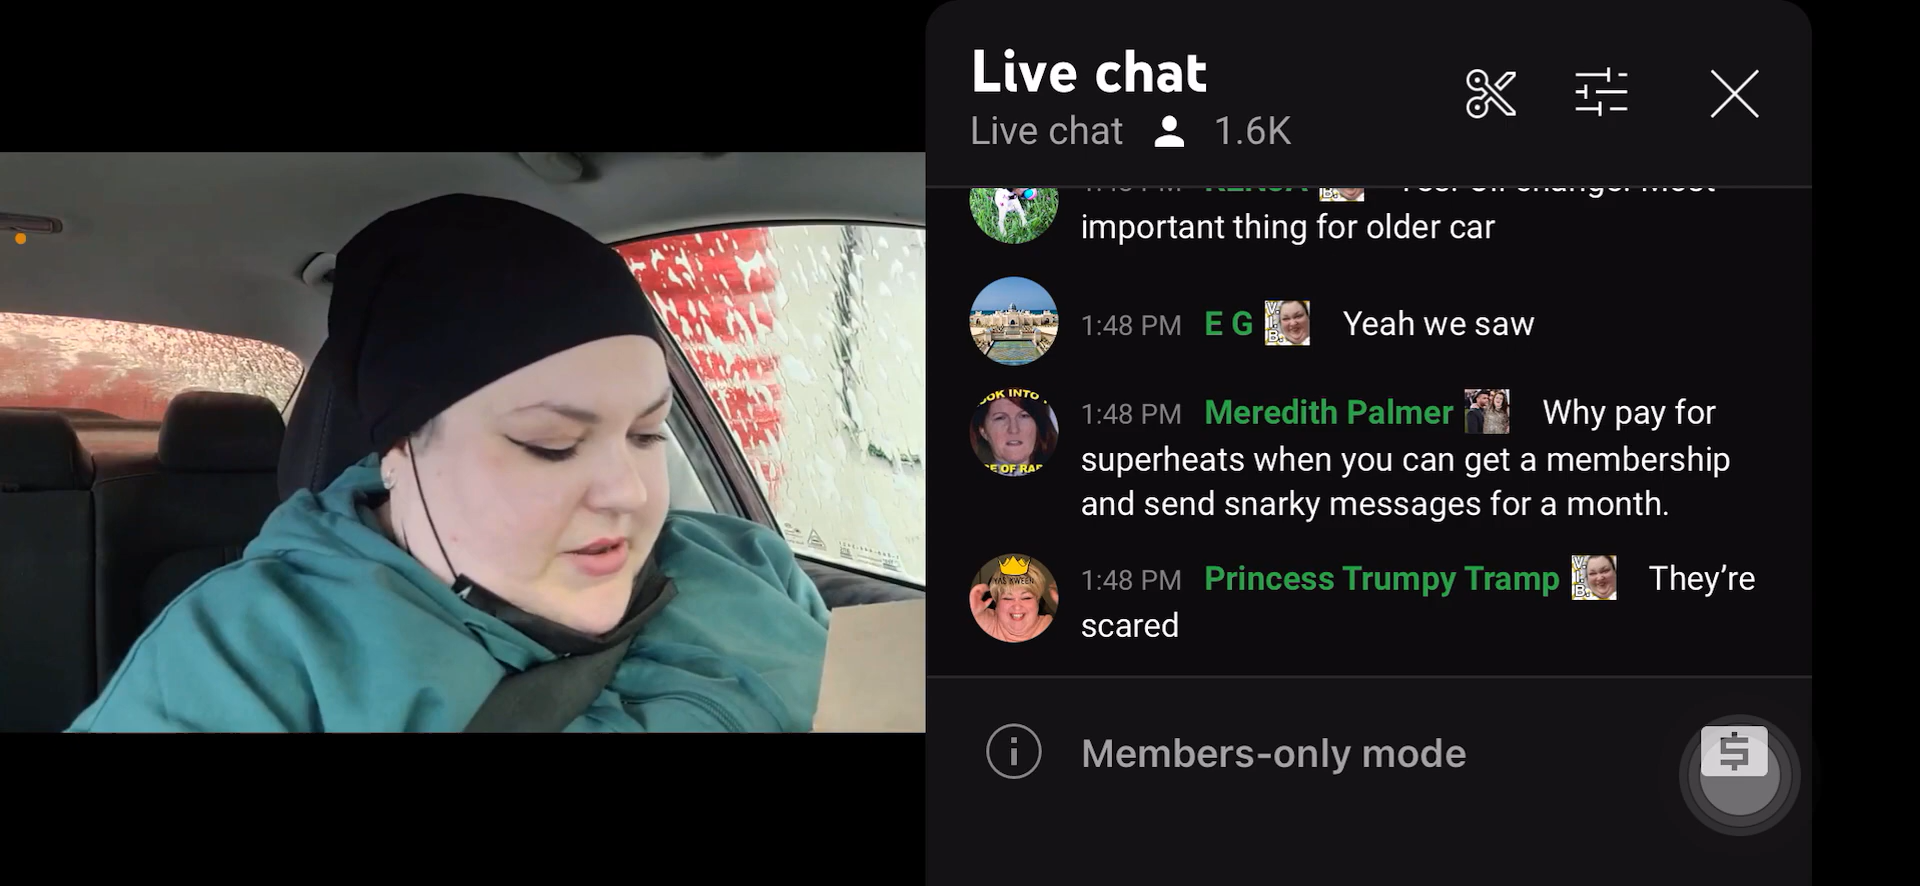 Live chat
Live chat 1.6K
important thing for older car
1:48 PM E G Yeah we saw
1:48 PM Meredith Palmer Why pay for
superheats when you can get a membership
and send snarky messages for a month.
YAS KWEEN
1:48 PM Princess Trumpy Tramp They're
scared
Members-only mode